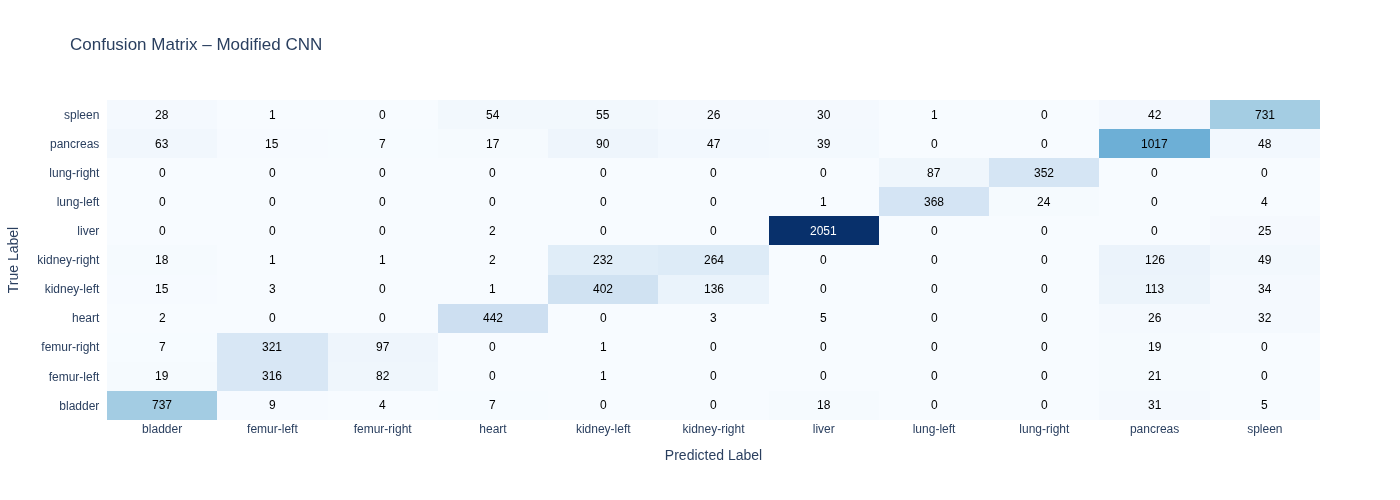 Confusion Matrix – Modified CNN
spleen 28 1 0 54 55 26 30 1 0 42 731
pancreas 63 15 7 17 90 47 39 0 0 1017 48
lung-right 0 0 0 0 0 0 0 87 352 0 0
lung-left 0 0 0 0 0 0 1 368 24 0 4
liver 0 0 0 2 0 0 2051 0 0 0 25
kidney-right 18 1 1 2 232 264 0 0 0 126 49
kidney-left 15 3 0 1 402 136 0 0 0 113 34
heart 2 0 0 442 0 3 5 0 0 26 32
femur-right 7 321 97 0 1 0 0 0 0 19 0
femur-left 19 316 82 0 1 0 0 0 0 21 0
bladder 737 9 4 7 0 0 18 0 0 31 5
bladder femur-left femur-right heart kidney-left kidney-right liver lung-left lung-right pancreas spleen
Predicted Label
True Label